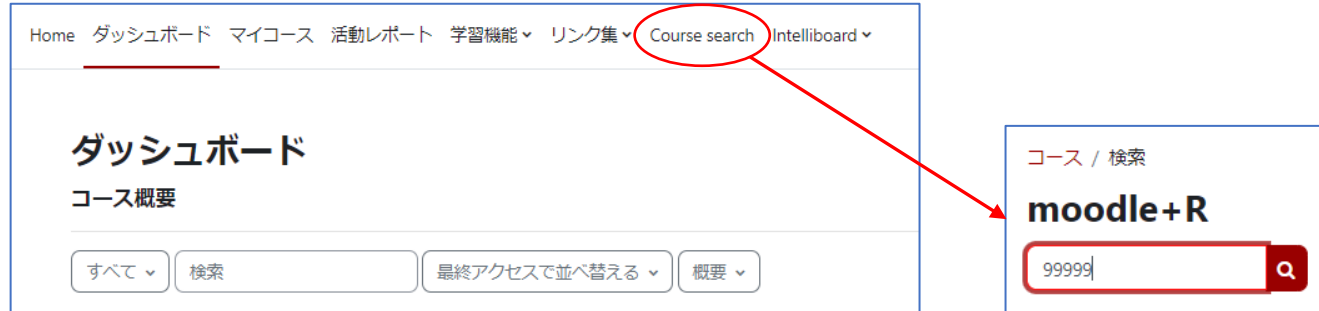 Home ダッシュボード マイコース 活動レポート 学習機能 リンク集 Course search Intelliboard
ダッシュボード
コース概要
すべて 検索 最終アクセスで並べ替える 概要
コース / 検索
moodle+R
99999